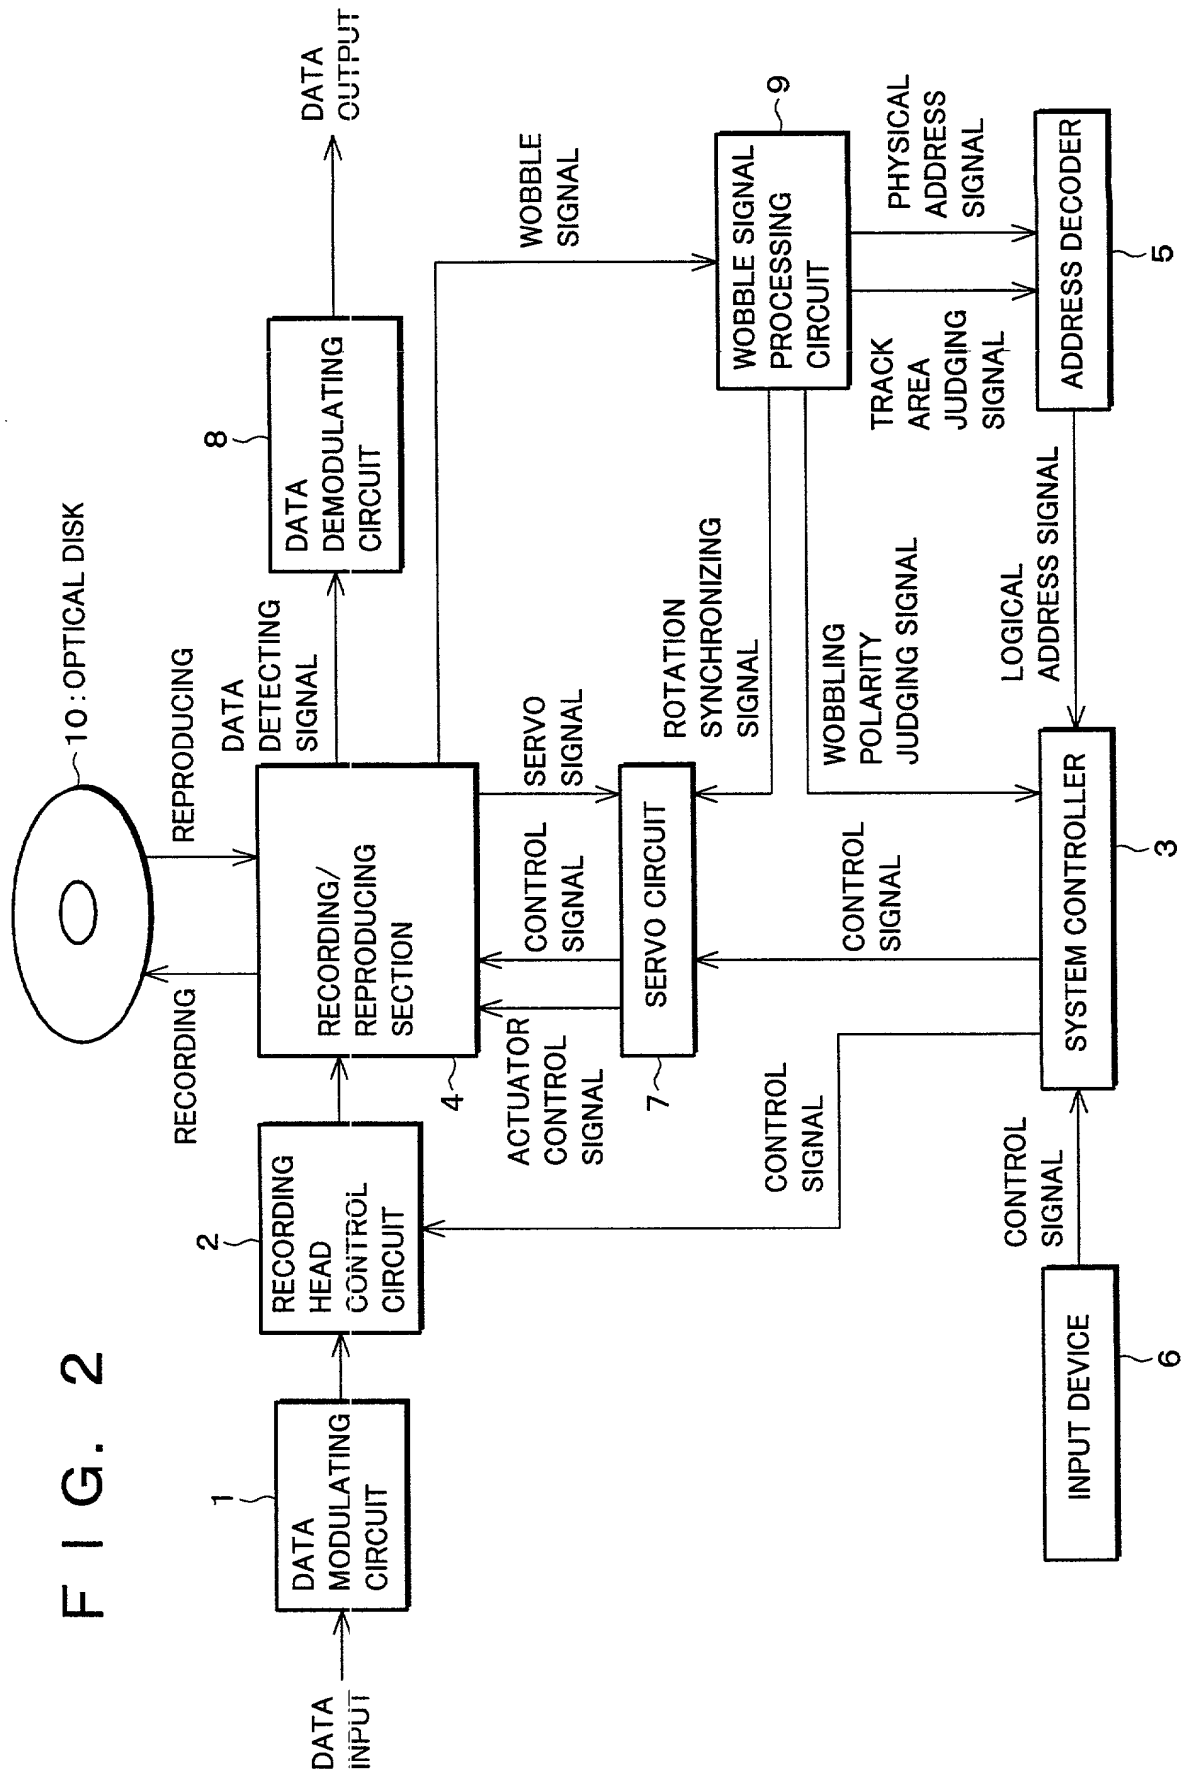 FIG. 2
10: OPTICAL DISK
RECORDING
REPRODUCING
DATA
INPUT
1
DATA
MODULATING
CIRCUIT
2
RECORDING
HEAD
CONTROL
CIRCUIT
RECORDING/
REPRODUCING
SECTION
4
DATA
DETECTING
SIGNAL
8
DATA
DEMODULATING
CIRCUIT
DATA
OUTPUT
ACTUATOR
CONTROL
SIGNAL
CONTROL
SIGNAL
SERVO
SIGNAL
WOBBLE
SIGNAL
SERVO CIRCUIT
7
ROTATION
SYNCHRONIZING
SIGNAL
WOBBLE SIGNAL
PROCESSING
CIRCUIT
9
CONTROL
SIGNAL
CONTROL
SIGNAL
WOBBLING
POLARITY
JUDGING SIGNAL
TRACK
AREA
JUDGING
SIGNAL
PHYSICAL
ADDRESS
SIGNAL
CONTROL
SIGNAL
LOGICAL
ADDRESS SIGNAL
INPUT DEVICE
6
SYSTEM CONTROLLER
3
ADDRESS DECODER
5